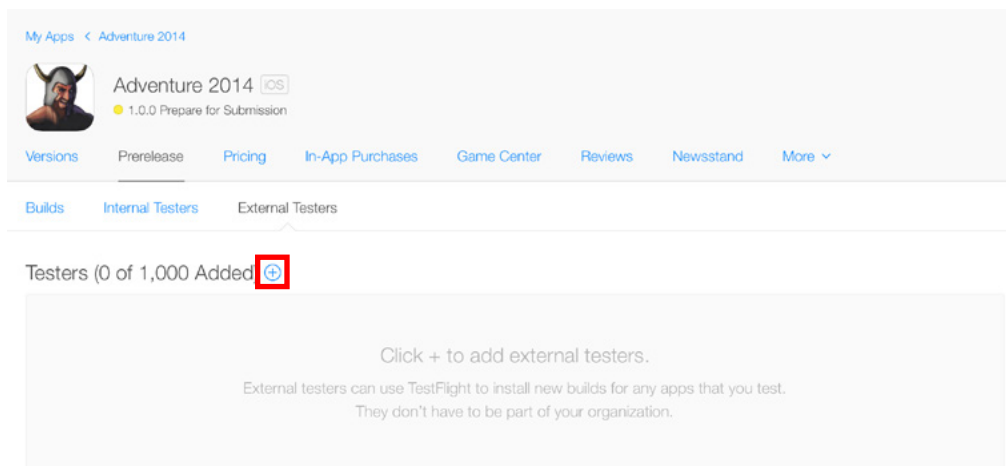 My Apps < Adventure 2014
Adventure 2014 iOS
1.0.0 Prepare for Submission
Versions Prerelease Pricing In-App Purchases Game Center Reviews Newsstand More
Builds Internal Testers External Testers
Testers (0 of 1,000 Added)
Click + to add external testers.
External testers can use TestFlight to install new builds for any apps that you test.
They don't have to be part of your organization.